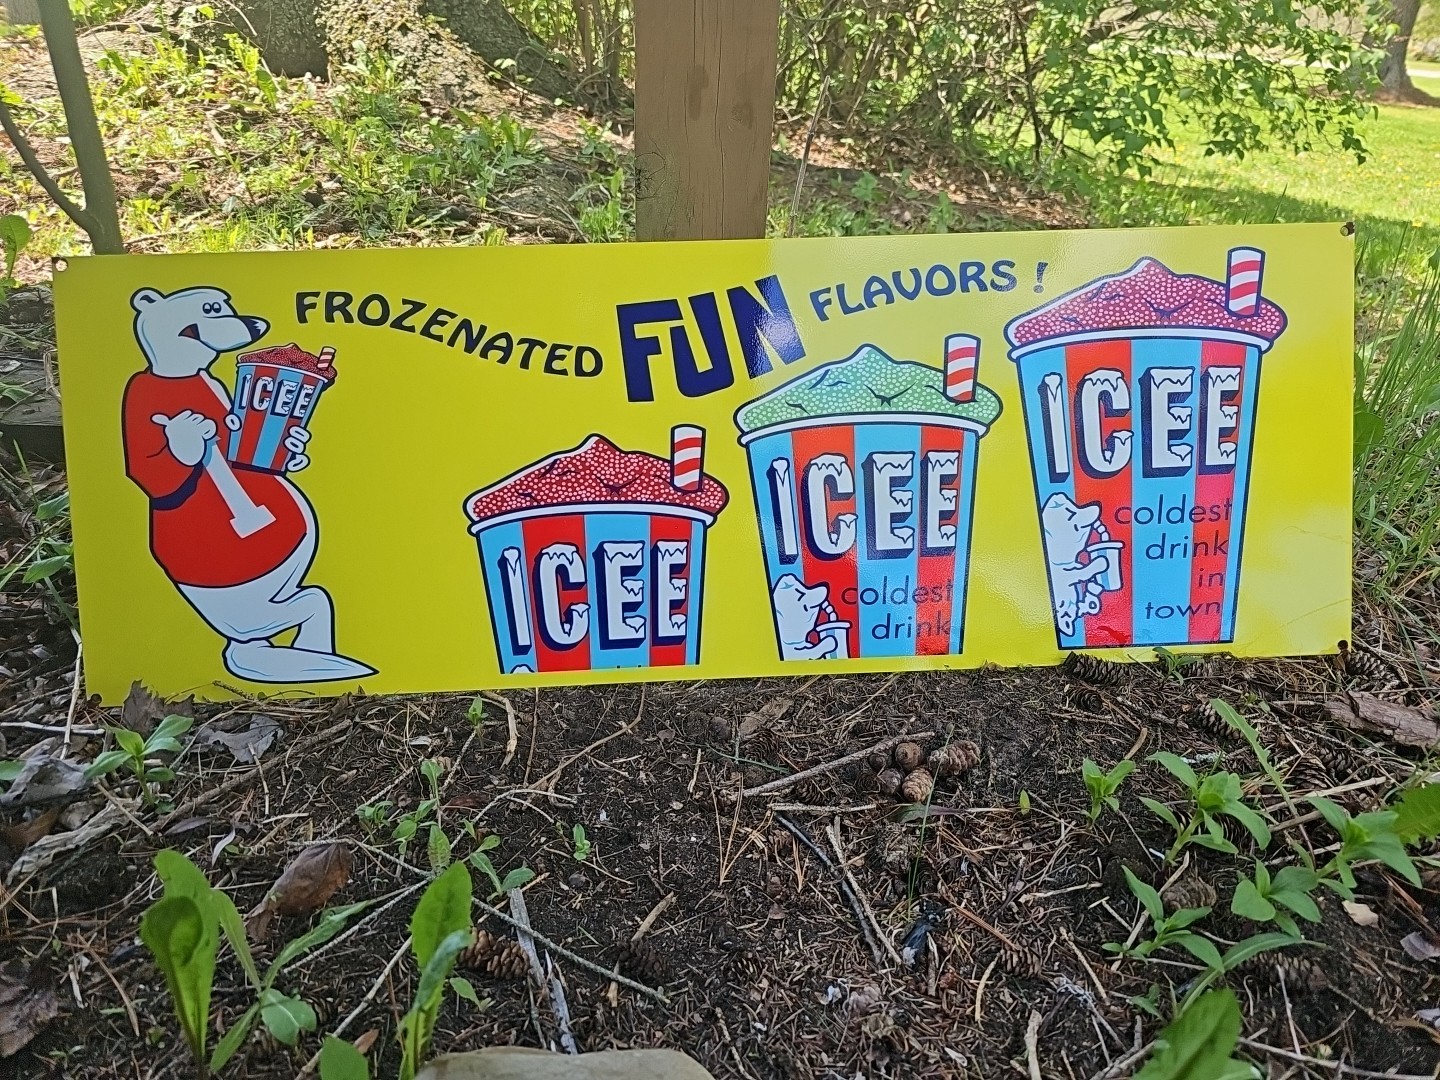 FROZENATED FUN FLAVORS!
I
ICEE
ICEE
ICEE
coldest
drink
ICEE
coldest
drink
in
town